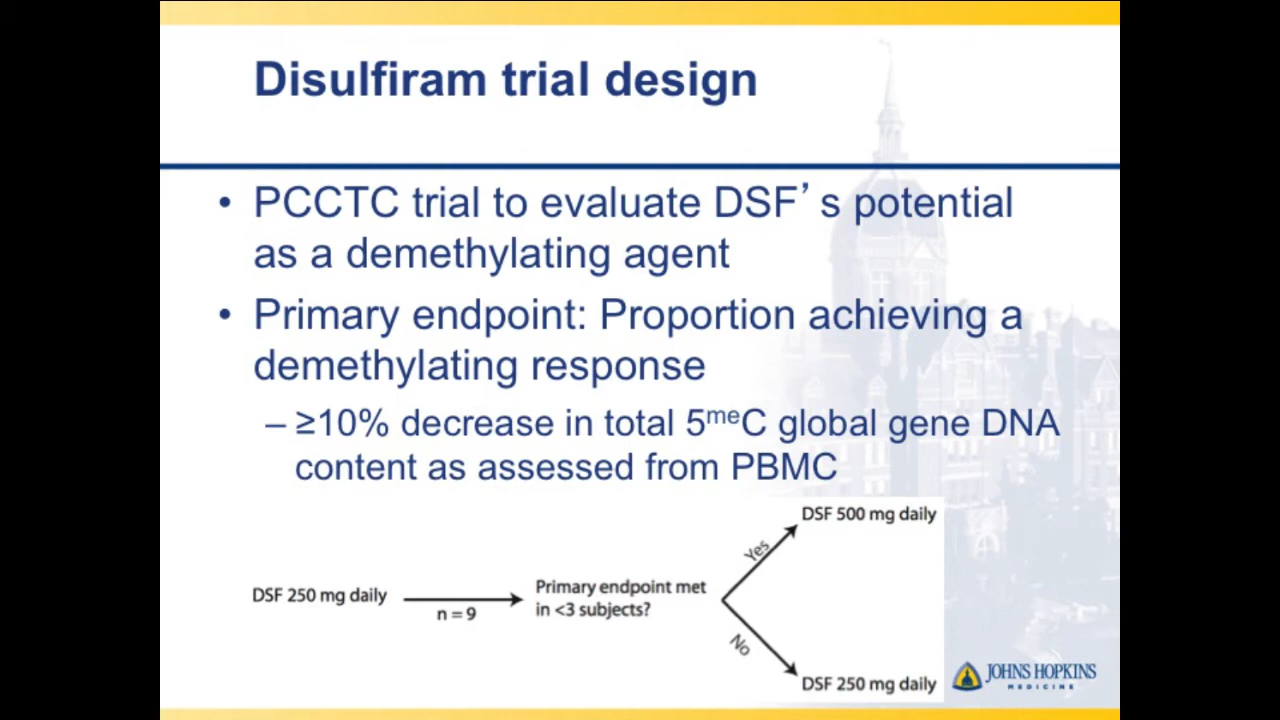 Disulfiram trial design
• PCCTC trial to evaluate DSF’s potential
as a demethylating agent
• Primary endpoint: Proportion achieving a
demethylating response
– ≥10% decrease in total 5meC global gene DNA
content as assessed from PBMC
DSF 500 mg daily
Yes
DSF 250 mg daily
n = 9
Primary endpoint met
in <3 subjects?
No
DSF 250 mg daily
JOHNS HOPKINS
MEDICINE